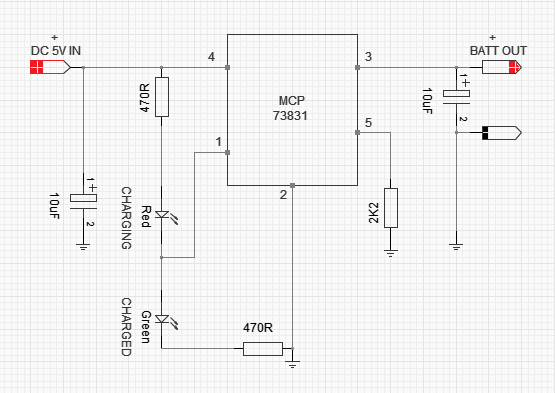 +
DC 5V IN
4
470R
1
+
2
10uF
Red
CHARGING
Green
CHARGED
470R
MCP
73831
1
2
3
5
2K2
+
BATT OUT
1
+
2
10uF